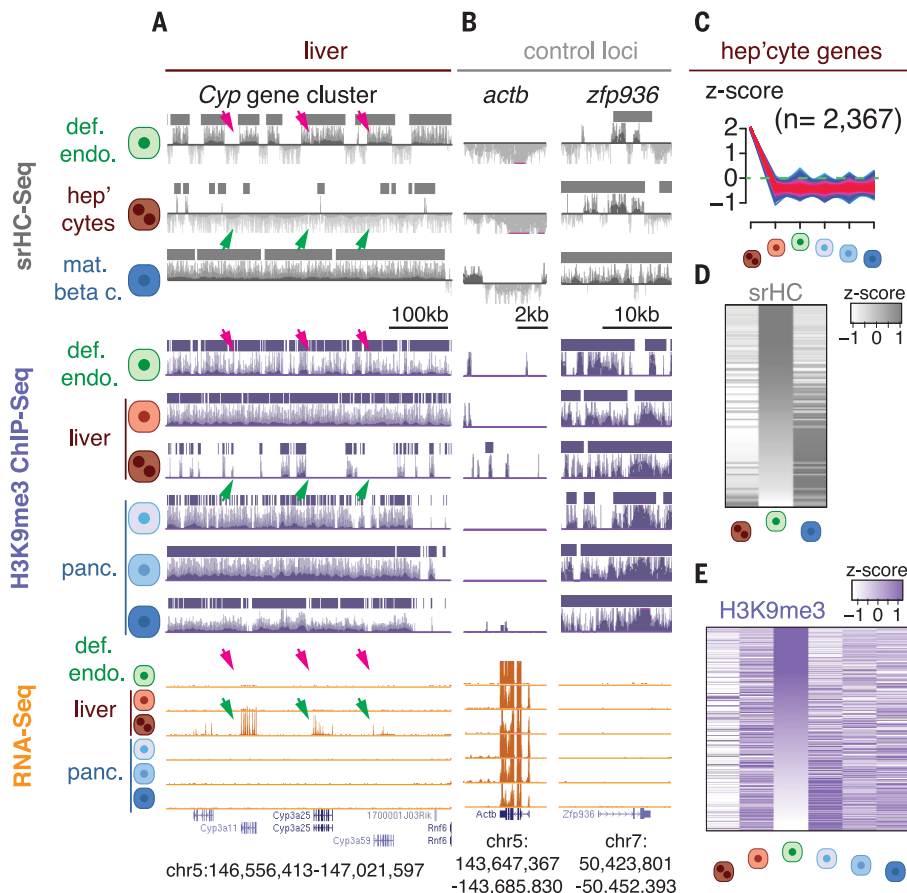 A
B
C
liver
control loci
hep'cyte genes
Cyp gene cluster
actb
zfp936
z-score
(n= 2,367)
2
1
0
−1
srHC-Seq
def.
endo.
hep'
cytes
mat.
beta c.
100kb
2kb
10kb
D
srHC
z-score
−1 0 1
H3K9me3 ChIP-Seq
def.
endo.
liver
panc.
E
z-score
−1 0 1
H3K9me3
RNA-Seq
def.
endo.
liver
panc.
Cyp3a11
Cyp3a25
Cyp3a25
Cyp3a59
1700001J03Rik
Rnf6
Rnf6
Actb
Zfp936
chr5:146,556,413-147,021,597
chr5:
143,647,367
-143.685.830
chr7:
50,423,801
-50.452.393